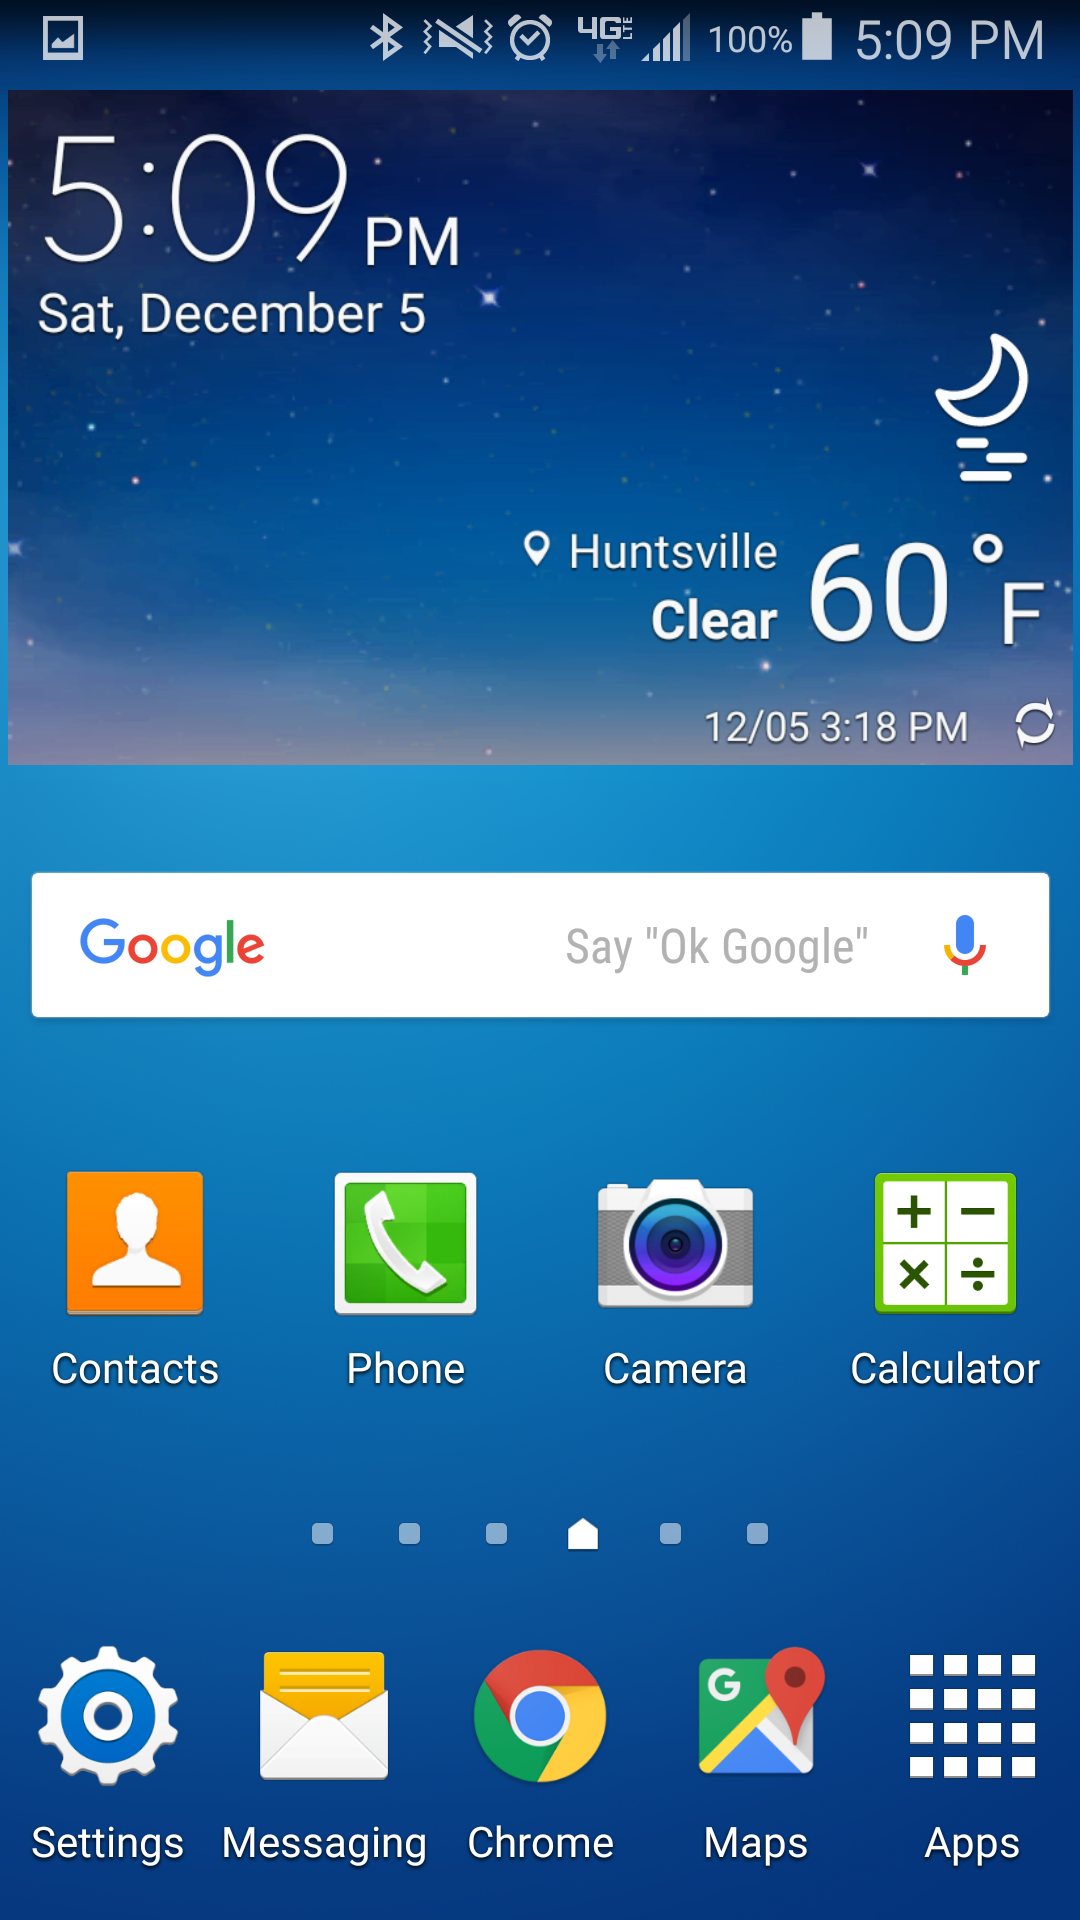 4G LTE 100% 5:09 PM
5:09 PM
Sat, December 5
Huntsville
Clear 60°F
12/05 3:18 PM
Google Say "Ok Google"
Contacts Phone Camera Calculator
G
Settings Messaging Chrome Maps Apps